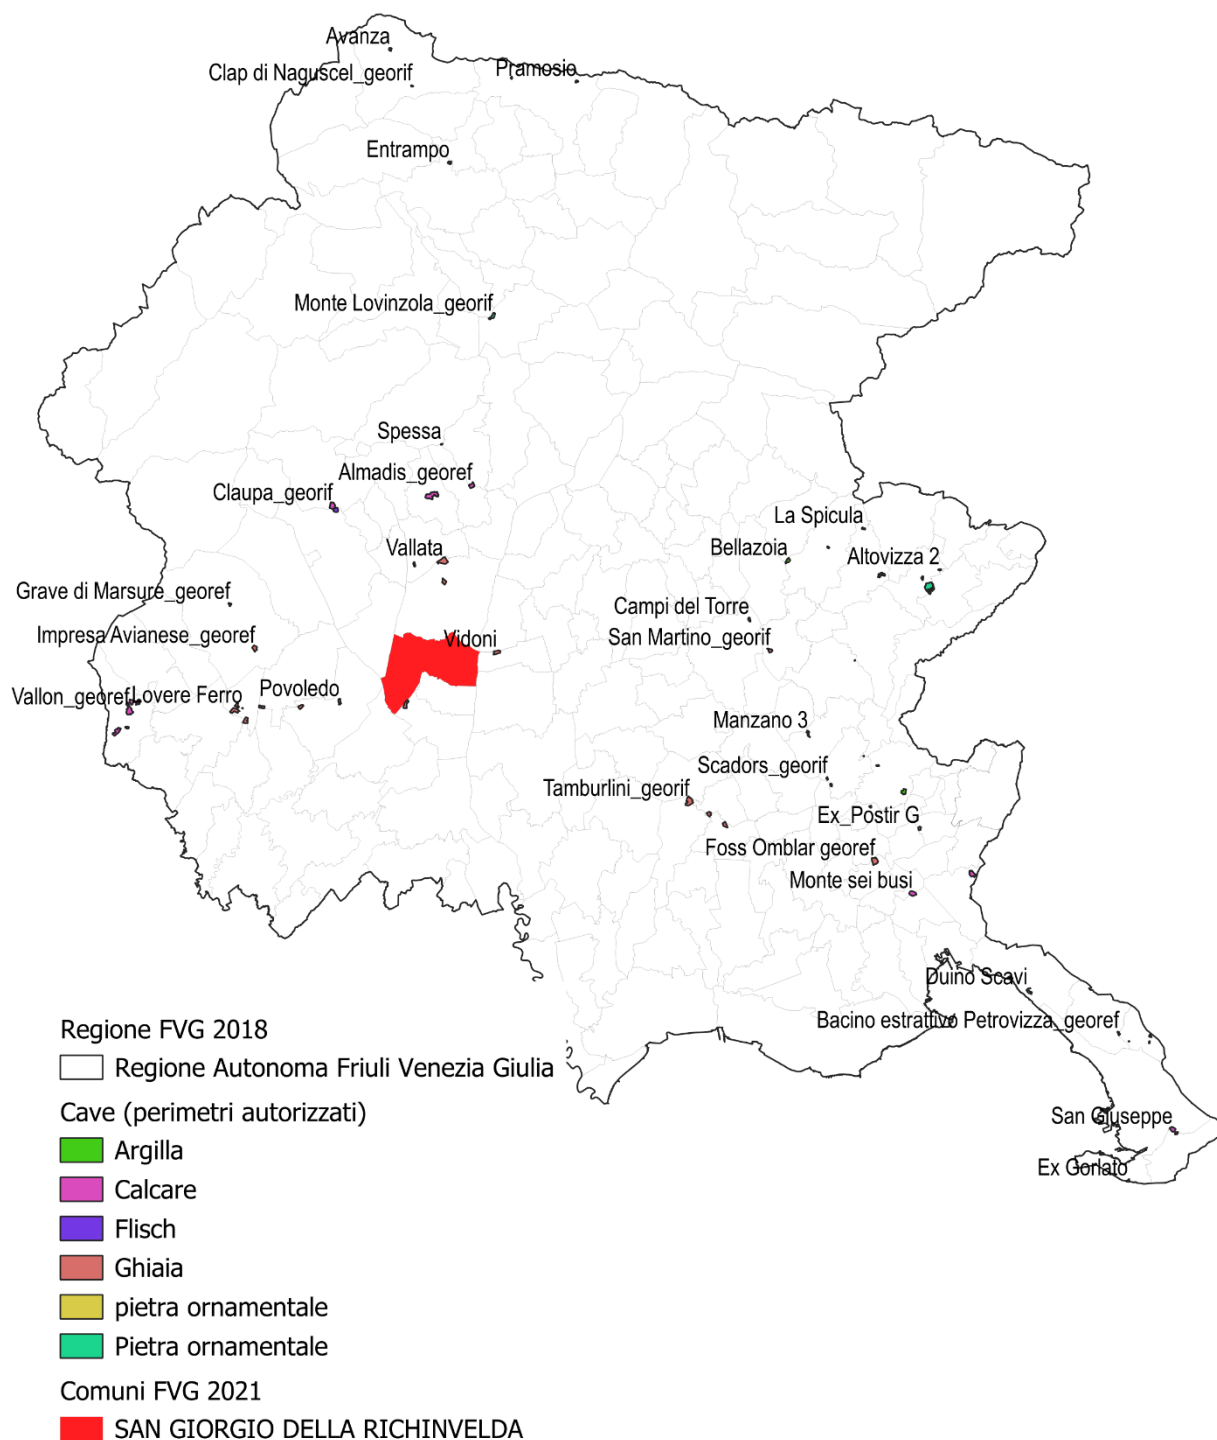 Avanza
Clap di Naguscel_georif
Pramosio
Entrampo
Monte Lovinzola_georif
Spessa
Almadis_georef
Claupa_georif
La Spicula
Vallata
Bellazoia
Altovizza 2
Grave di Marsure_georef
Campi del Torre
Impresa Avianese_georef
Vidoni
San Martino_georif
Vallon_georef
Lovere Ferro
Povoledo
Manzano 3
Scadors_georif
Tamburlini_georif
Ex_Postir G
Foss Omblar georef
Monte sei busi
Duino Scavi
Bacino estrattivo Petrovizza_georef
San Giuseppe
Ex Gorlato
Regione FVG 2018
Regione Autonoma Friuli Venezia Giulia
Cave (perimetri autorizzati)
Argilla
Calcare
Flisch
Ghiaia
pietra ornamentale
Pietra ornamentale
Comuni FVG 2021
SAN GIORGIO DELLA RICHINVELDA